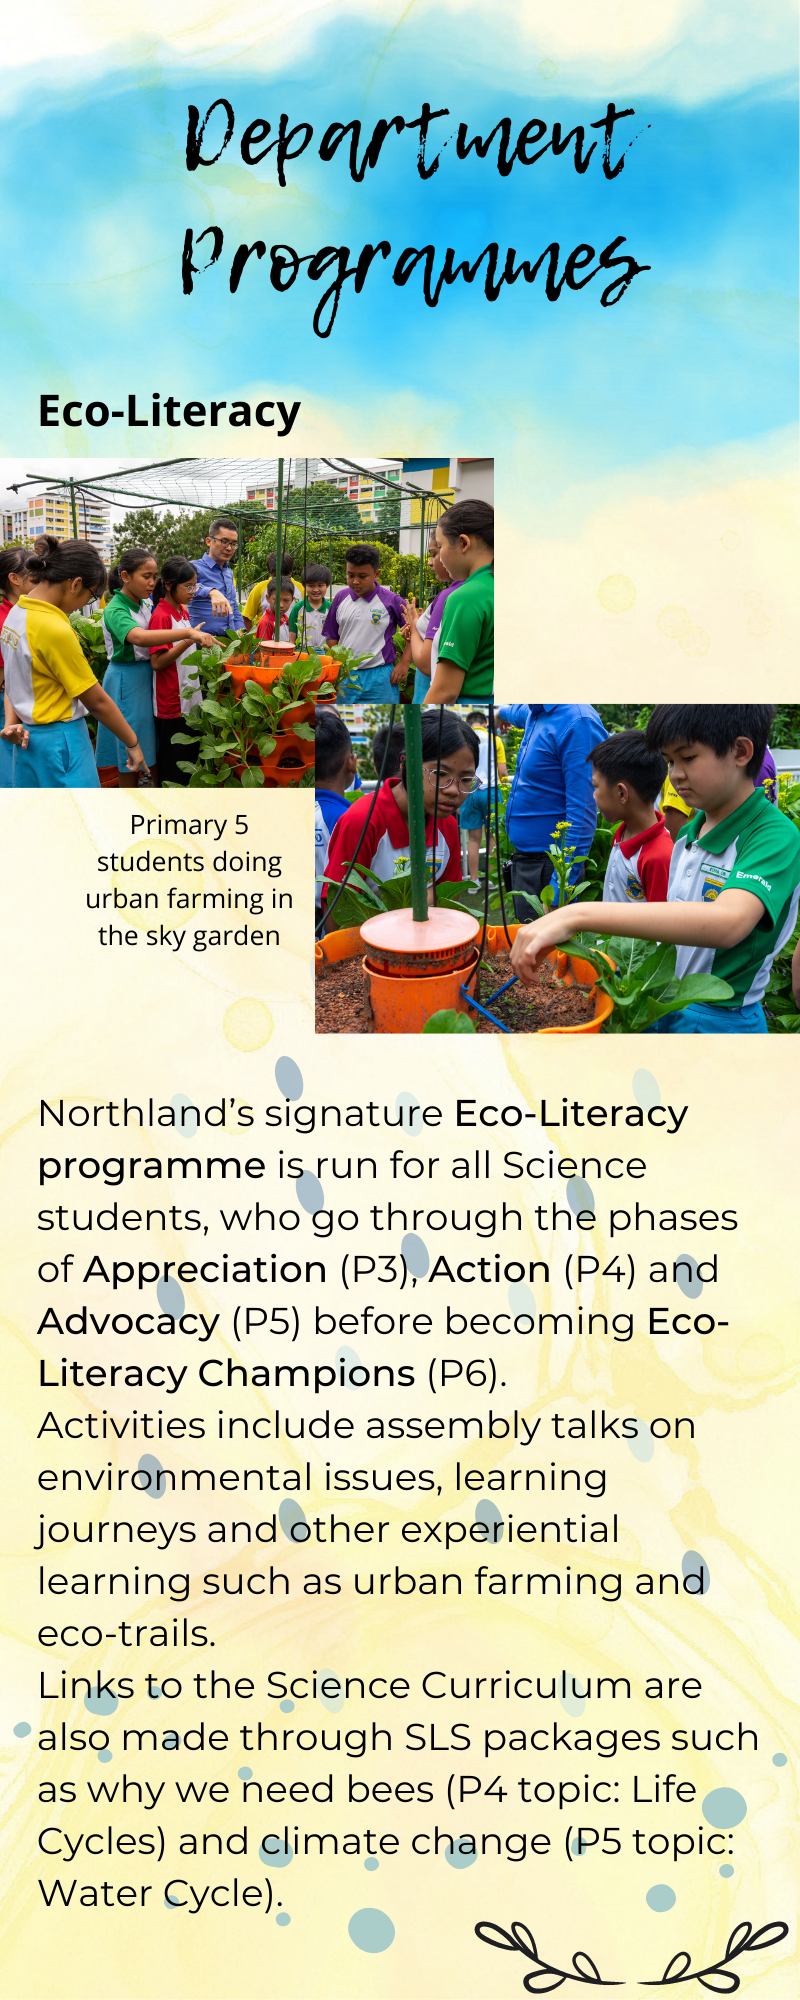 Department
Programmes
Eco-Literacy
Emerald
Primary 5
students doing
urban farming in
the sky garden
Emerald
Northland’s signature Eco-Literacy
programme is run for all Science
students, who go through the phases
of Appreciation (P3), Action (P4) and
Advocacy (P5) before becoming Eco-
Literacy Champions (P6).
Activities include assembly talks on
environmental issues, learning
journeys and other experiential
learning such as urban farming and
eco-trails.
Links to the Science Curriculum are
also made through SLS packages such
as why we need bees (P4 topic: Life
Cycles) and climate change (P5 topic:
Water Cycle).